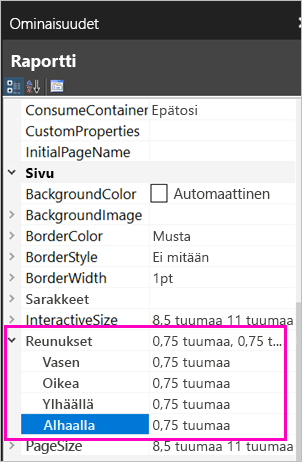 Ominaisuudet
Raportti
ConsumeContainer Epätosi
CustomProperties
InitialPageName
Sivu
BackgroundColor Automaattinen
BackgroundImage
BorderColor Musta
BorderStyle Ei mitään
BorderWidth 1pt
Sarakkeet
InteractiveSize 8,5 tuumaa 11 tuumaa
Reunukset 0,75 tuumaa, 0,75 t...
Vasen 0,75 tuumaa
Oikea 0,75 tuumaa
Ylhäällä 0,75 tuumaa
Alhaalla 0,75 tuumaa
PageSize 8,5 tuumaa 11 tuumaa